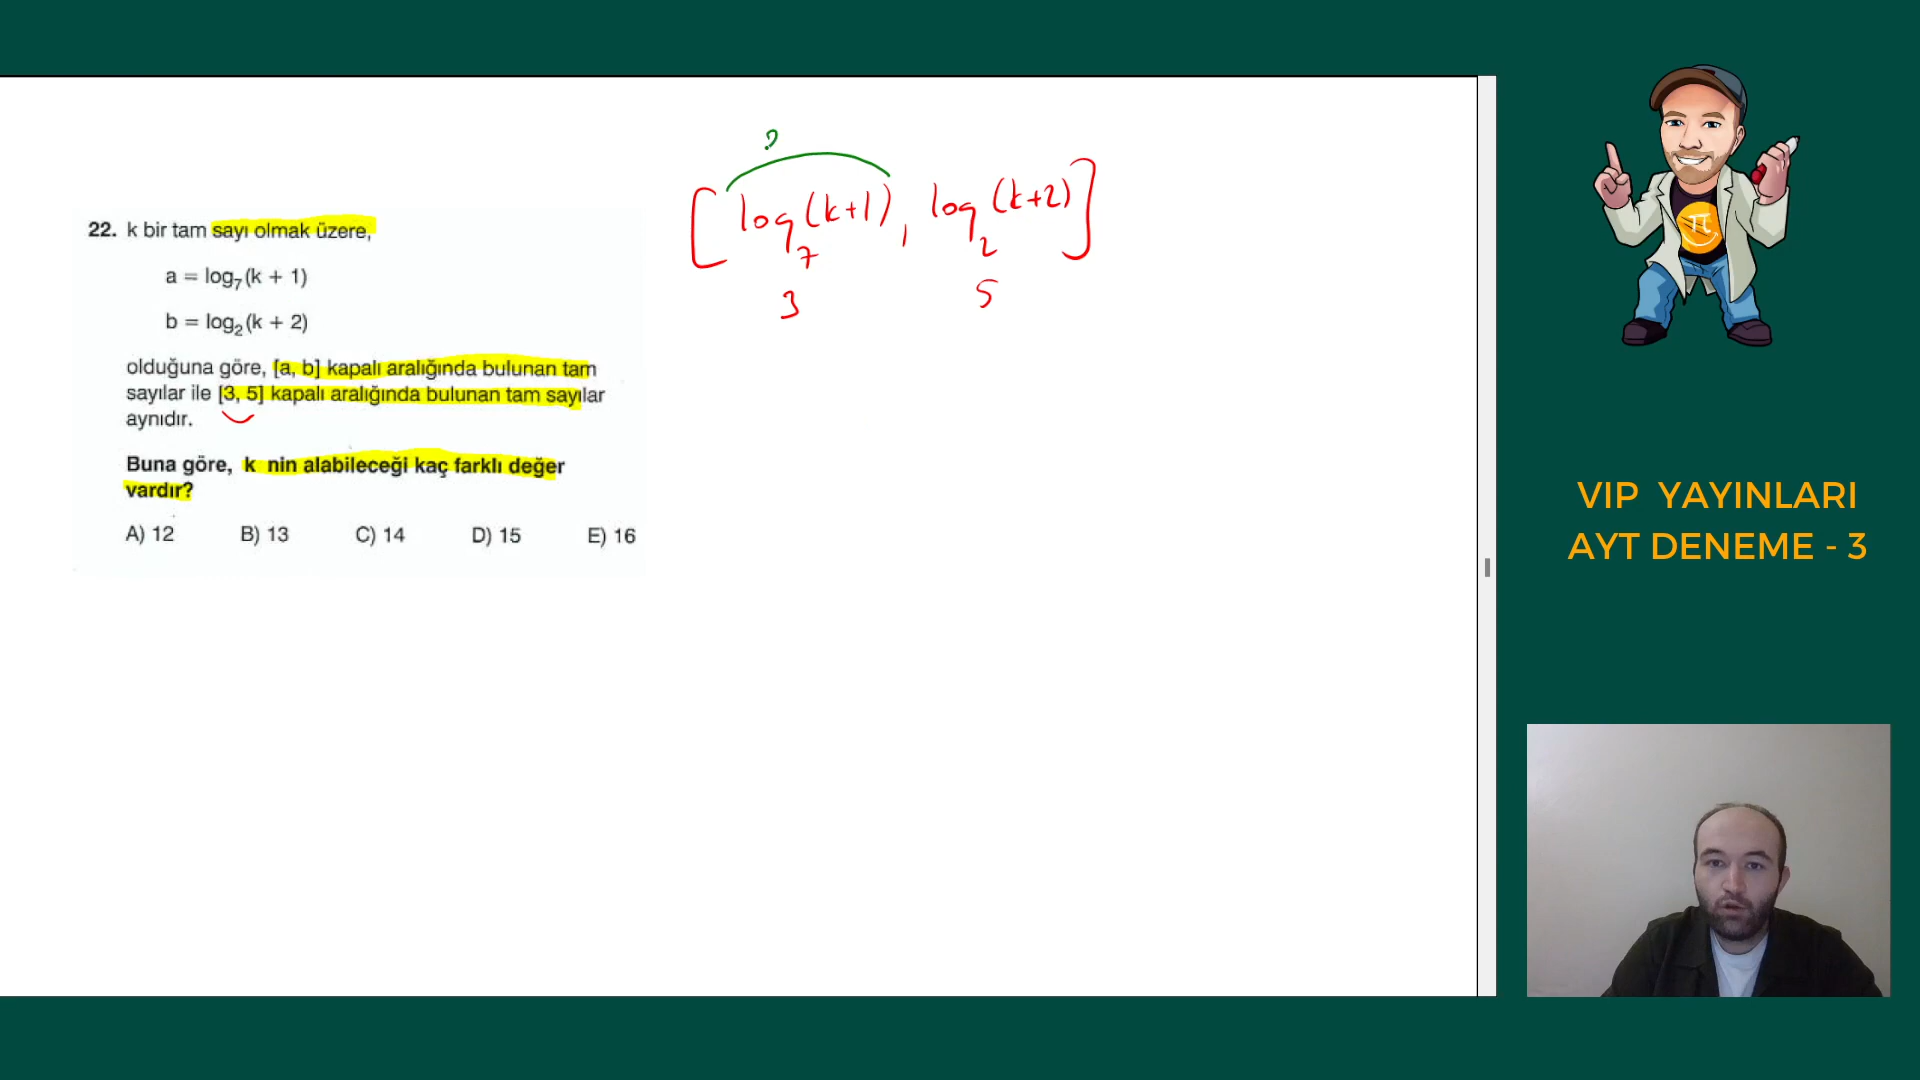 22. k bir tam sayı olmak üzere,
a = log₇(k + 1)
b = log₂(k + 2)
olduğuna göre, [a, b] kapalı aralığında bulunan tam
sayılar ile [3, 5] kapalı aralığında bulunan tam sayılar
aynıdır.
Buna göre, k nin alabileceği kaç farklı değer
vardır?
A) 12 B) 13 C) 14 D) 15 E) 16
?
[log₇(k+1), log₂(k+2)]
3 5
π
VIP YAYINLARI
AYT DENEME - 3